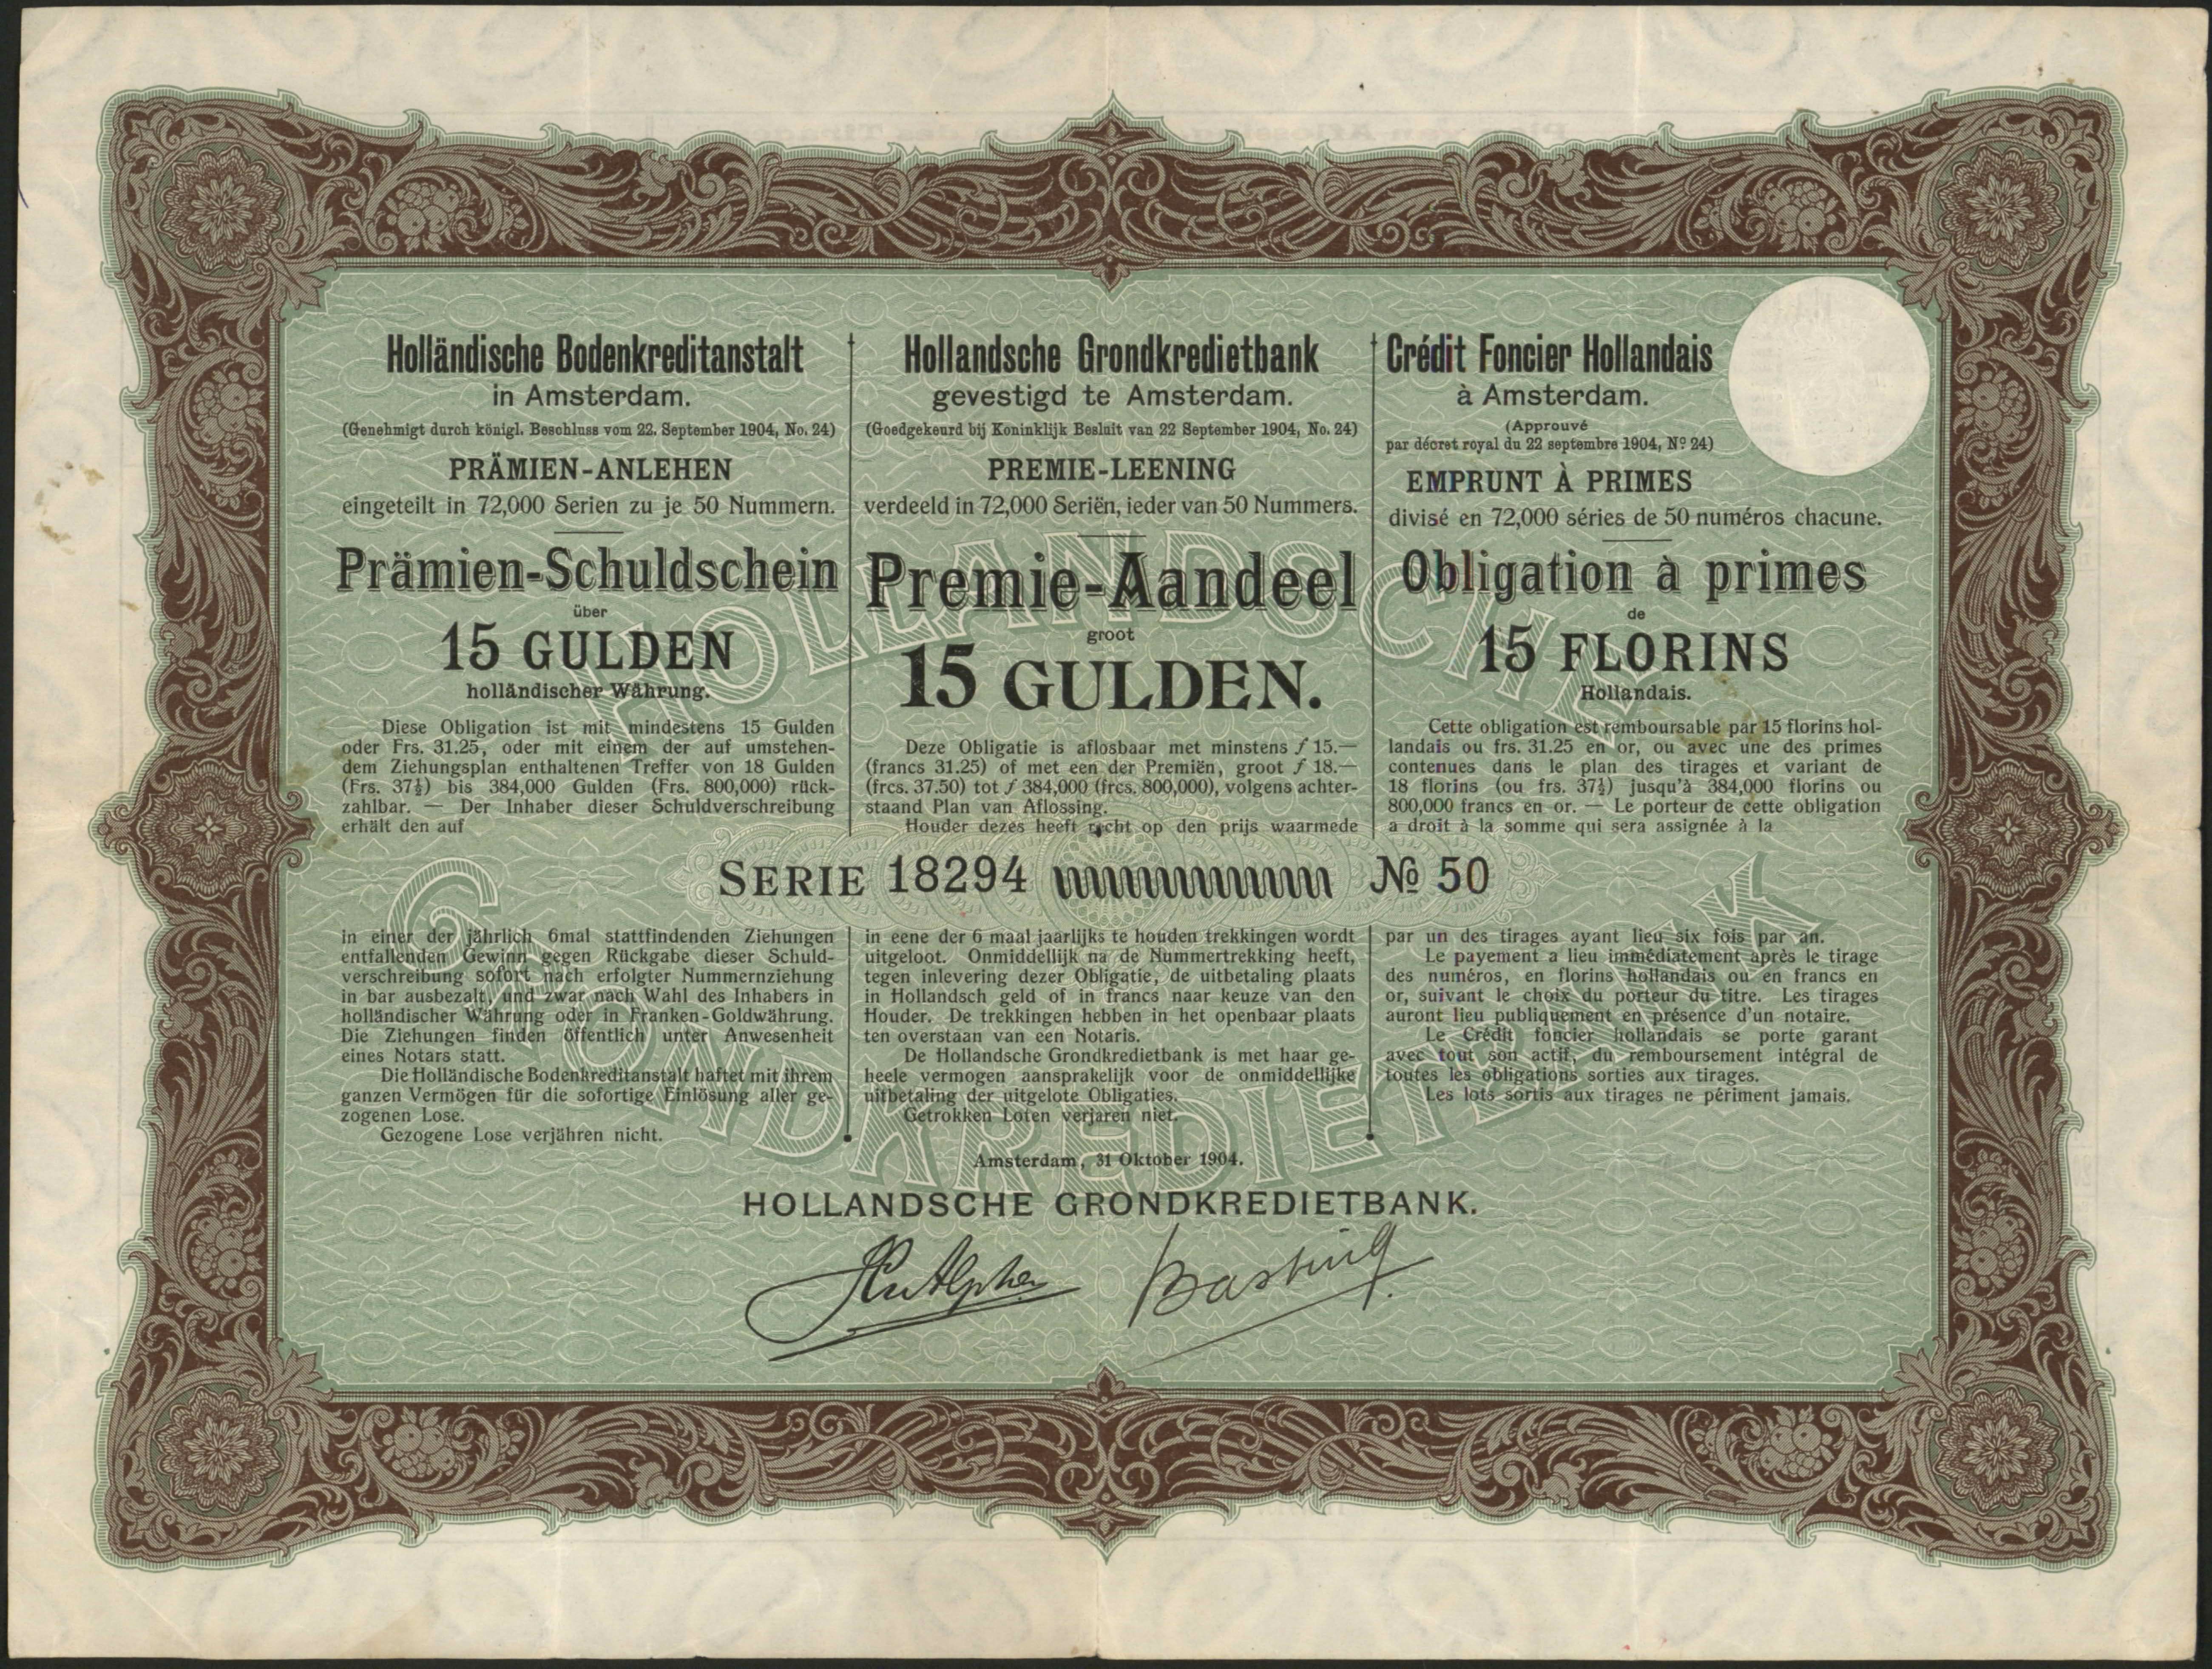 Holländische Bodenkreditanstalt
in Amsterdam.
(Genehmigt durch königl. Beschluss vom 22. September 1904, No. 24)
PRÄMIEN-ANLEHEN
eingeteilt in 72,000 Serien zu je 50 Nummern.
Prämien-Schuldschein
über
15 GULDEN
holländischer Währung.
Diese Obligation ist mit mindestens 15 Gulden
oder Frs. 31.25, oder mit einem der auf umstehen-
dem Ziehungsplan enthaltenen Treffer von 18 Gulden
(Frs. 37½) bis 384,000 Gulden (Frs. 800,000) rück-
zahlbar. — Der Inhaber dieser Schuldverschreibung
erhält den auf
Hollandsche Grondkredietbank
gevestigd te Amsterdam.
(Goedgekeurd bij Koninklijk Besluit van 22 September 1904, No. 24)
PREMIE-LEENING
verdeeld in 72,000 Seriën, ieder van 50 Nummers.
Premie-Aandeel
groot
15 GULDEN.
Deze Obligatie is aflosbaar met minstens ƒ 15.—
(francs 31.25) of met een der Premiën, groot ƒ 18.—
(frcs. 37.50) tot ƒ 384,000 (frcs. 800,000), volgens achter-
staand Plan van Aflossing.
Houder dezes heeft recht op den prijs waarmede
Crédit Foncier Hollandais
à Amsterdam.
(Approuvé
par décret royal du 22 septembre 1904, Nº 24)
EMPRUNT À PRIMES
divisé en 72,000 séries de 50 numéros chacune.
Obligation à primes
de
15 FLORINS
Hollandais.
Cette obligation est remboursable par 15 florins hol-
landais ou frs. 31.25 en or, ou avec une des primes
contenues dans le plan des tirages et variant de
18 florins (ou frs. 37½) jusqu'à 384,000 florins ou
800,000 francs en or. — Le porteur de cette obligation
a droit à la somme qui sera assignée à la
SERIE 18294 № 50
in einer der jährlich 6mal stattfindenden Ziehungen
entfallenden Gewinn gegen Rückgabe dieser Schuld-
verschreibung sofort nach erfolgter Nummernziehung
in bar ausbezalt, und zwar nach Wahl des Inhabers in
holländischer Währung oder in Franken-Goldwährung.
Die Ziehungen finden öffentlich unter Anwesenheit
eines Notars statt.
Die Holländische Bodenkreditanstalt haftet mit ihrem
ganzen Vermögen für die sofortige Einlösung aller ge-
zogenen Lose.
Gezogene Lose verjähren nicht.
in eene der 6 maal jaarlijks te houden trekkingen wordt
uitgeloot. Onmiddelijk na de Nummertrekking heeft,
tegen inlevering dezer Obligatie, de uitbetaling plaats
in Hollandsch geld of in francs naar keuze van den
Houder. De trekkingen hebben in het openbaar plaats
ten overstaan van een Notaris.
De Hollandsche Grondkredietbank is met haar ge-
heele vermogen aansprakelijk voor de onmiddellijke
uitbetaling der uitgelote Obligaties.
Getrokken Loten verjaren niet.
par un des tirages ayant lieu six fois par an.
Le payement a lieu immédiatement après le tirage
des numéros, en florins hollandais ou en francs en
or, suivant le choix du porteur du titre. Les tirages
auront lieu publiquement en présence d'un notaire.
Le Crédit foncier hollandais se porte garant
avec tout son actif, du remboursement intégral de
toutes les obligations sorties aux tirages.
Les lots sortis aux tirages ne périment jamais.
HOLLANDSCHE
GRONDKREDIETBANK
Amsterdam, 31 Oktober 1904.
HOLLANDSCHE GRONDKREDIETBANK.
Basting